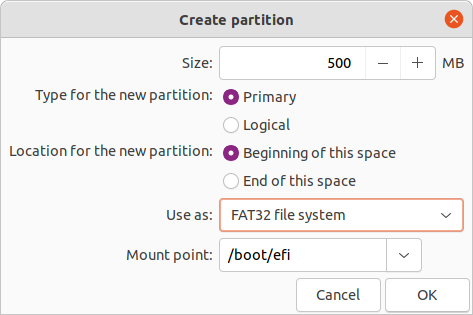 Create partition
Size: 500 MB
Type for the new partition: Primary
Logical
Location for the new partition: Beginning of this space
End of this space
Use as: FAT32 file system
Mount point: /boot/efi
Cancel OK